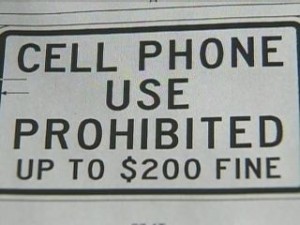 CELL PHONE
USE
PROHIBITED
UP TO $200 FINE